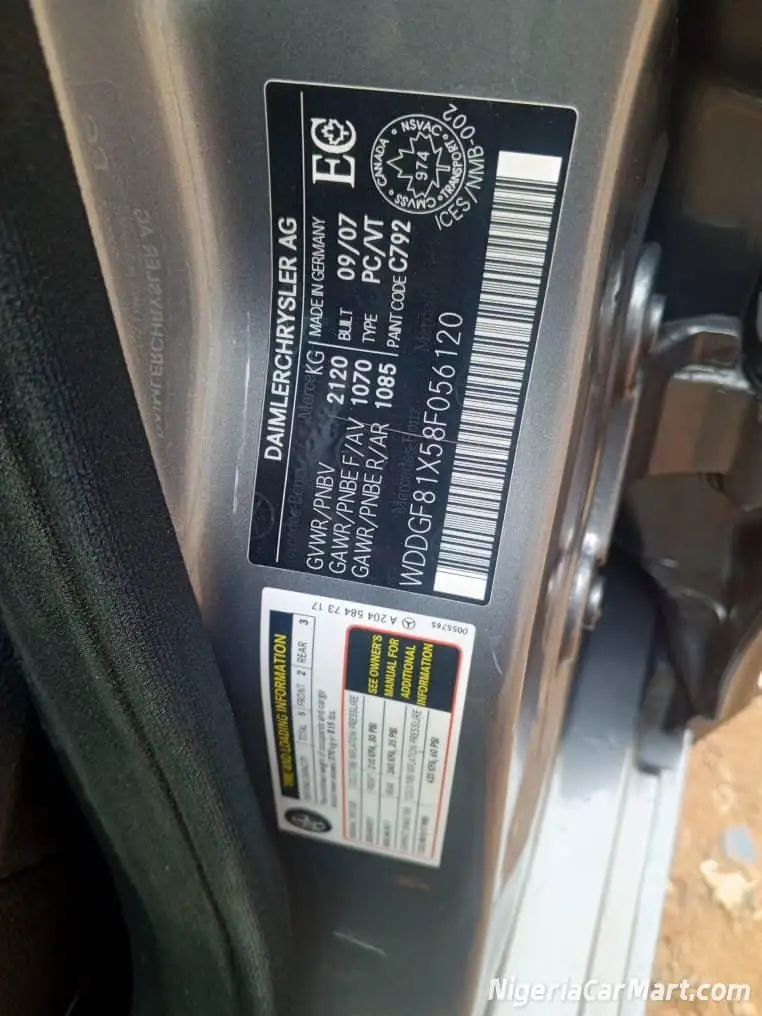 DAIMLERCHRYSLER AG
KG MADE IN GERMANY
GVWR/PNBV 2120 BUILT 09/07
GAWR/PNBE F/AV 1070 TYPE PC/VT
GAWR/PNBE R/AR 1085 PAINT CODE C792
EC
CANADA NSVAC
974
CMVSS TRANSPORT
ICES/NMB-002
WDDGF81X58F056120
TIRE AND LOADING INFORMATION
TOTAL 5 FRONT 2 REAR 3
SEE OWNER'S
MANUAL FOR
ADDITIONAL
INFORMATION
A 204 584 73 17
0055765
NigeriaCarMart.com